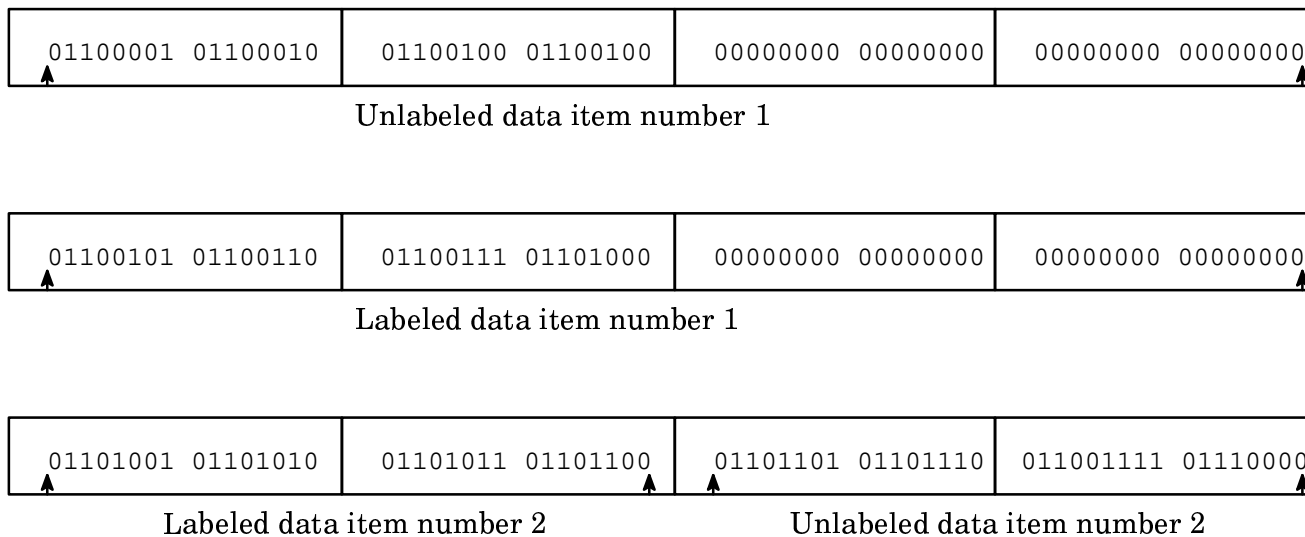 01100001 01100010 01100100 01100100 00000000 00000000 00000000 00000000
Unlabeled data item number 1
01100101 01100110 01100111 01101000 00000000 00000000 00000000 00000000
Labeled data item number 1
01101001 01101010 01101011 01101100 01101101 01101110 011001111 01110000
Labeled data item number 2 Unlabeled data item number 2